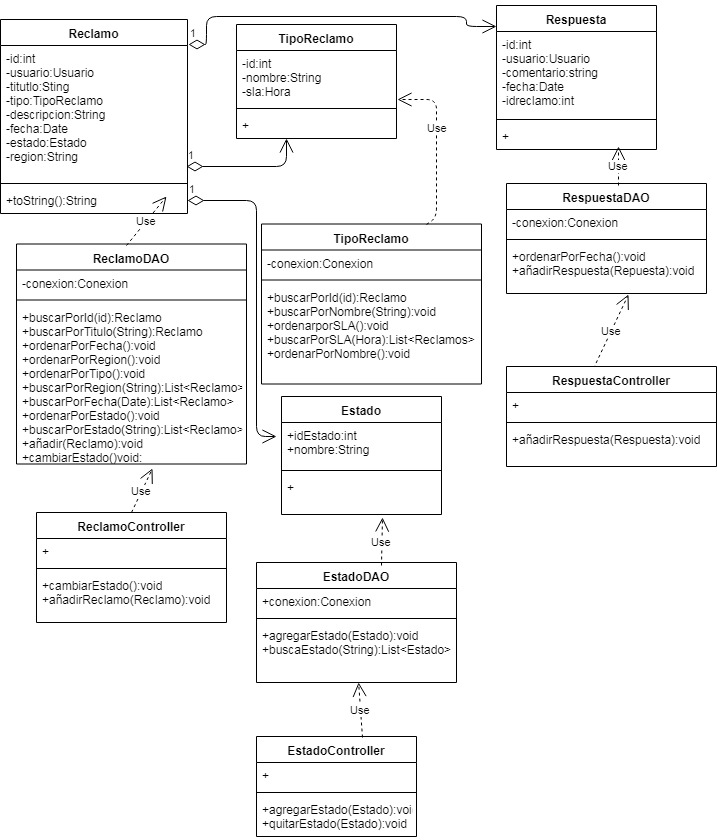 Reclamo
-id:int
-usuario:Usuario
-titutlo:Sting
-tipo:TipoReclamo
-descripcion:String
-fecha:Date
-estado:Estado
-region:String
+toString():String
1
1
1
TipoReclamo
-id:int
-nombre:String
-sla:Hora
+
Respuesta
-id:int
-usuario:Usuario
-comentario:string
-fecha:Date
-idreclamo:int
+
Use
Use
Use
ReclamoDAO
-conexion:Conexion
+buscarPorId(id):Reclamo
+buscarPorTitulo(String):Reclamo
+ordenarPorFecha():void
+ordenarPorRegion():void
+ordenarPorTipo():void
+buscarPorRegion(String):List<Reclamo>
+buscarPorFecha(Date):List<Reclamo>
+ordenarPorEstado():void
+buscarPorEstado(String):List<Reclamo>
+añadir(Reclamo):void
+cambiarEstado()void:
TipoReclamo
-conexion:Conexion
+buscarPorId(id):Reclamo
+buscarPorNombre(String):void
+ordenarporSLA():void
+buscarPorSLA(Hora):List<Reclamos>
+ordenarPorNombre():void
RespuestaDAO
-conexion:Conexion
+ordenarPorFecha():void
+añadirRespuesta(Repuesta):void
Use
RespuestaController
+
+añadirRespuesta(Respuesta):void
Estado
+idEstado:int
+nombre:String
+
Use
ReclamoController
+
+cambiarEstado():void
+añadirReclamo(Reclamo):void
Use
EstadoDAO
+conexion:Conexion
+agregarEstado(Estado):void
+buscaEstado(String):List<Estado>
Use
EstadoController
+
+agregarEstado(Estado):voi
+quitarEstado(Estado):void